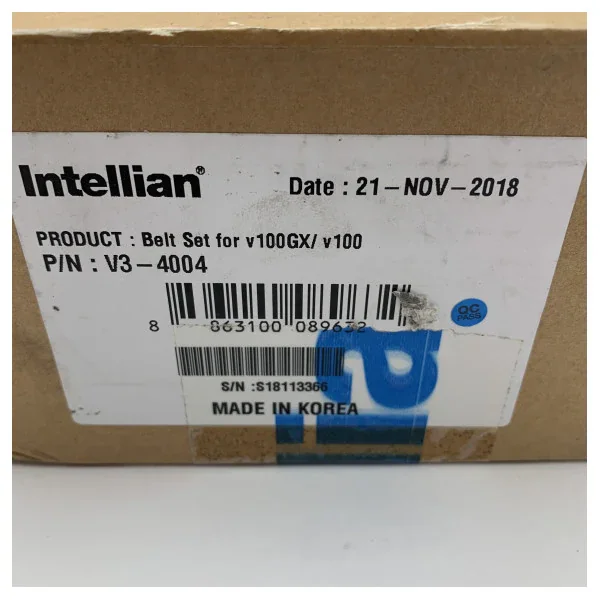 Intellian®
Date : 21-NOV-2018
PRODUCT : Belt Set for v100GX/ v100
P/N : V3-4004
8 863100 089632
QC
PASS
S/N :S18113366
MADE IN KOREA